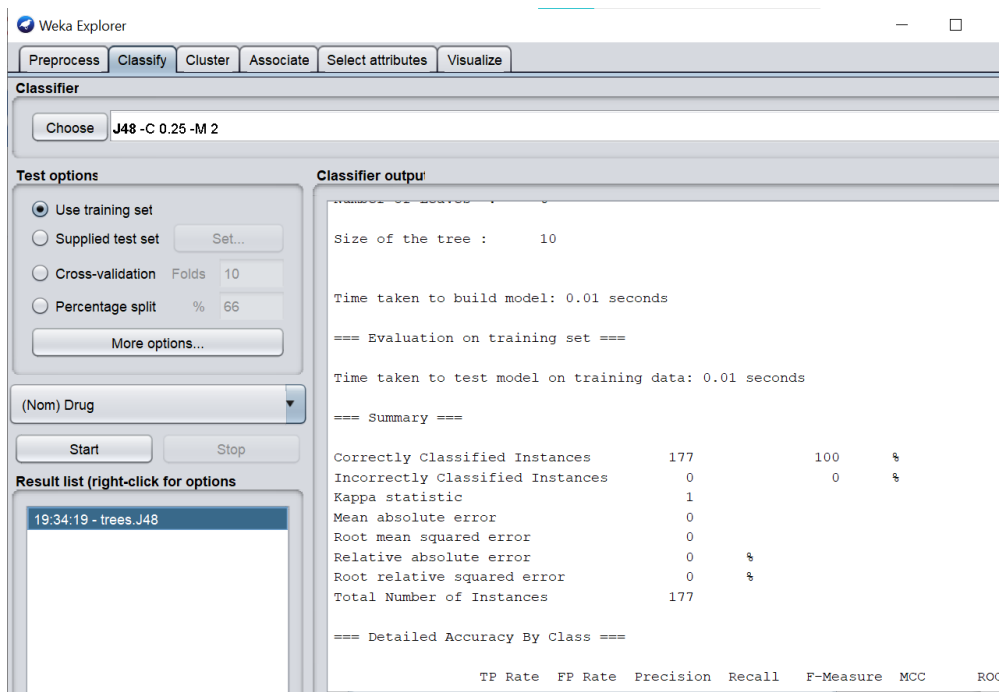 Weka Explorer
Preprocess Classify Cluster Associate Select attributes Visualize
Classifier
Choose J48 -C 0.25 -M 2
Test options
Use training set
Supplied test set Set...
Cross-validation Folds 10
Percentage split % 66
More options...
(Nom) Drug
Start Stop
Result list (right-click for options
19:34:19 - trees.J48
Classifier output
Size of the tree : 10
Time taken to build model: 0.01 seconds
=== Evaluation on training set ===
Time taken to test model on training data: 0.01 seconds
=== Summary ===
Correctly Classified Instances 177 100 %
Incorrectly Classified Instances 0 0 %
Kappa statistic 1
Mean absolute error 0
Root mean squared error 0
Relative absolute error 0 %
Root relative squared error 0 %
Total Number of Instances 177
=== Detailed Accuracy By Class ===
TP Rate FP Rate Precision Recall F-Measure MCC ROC